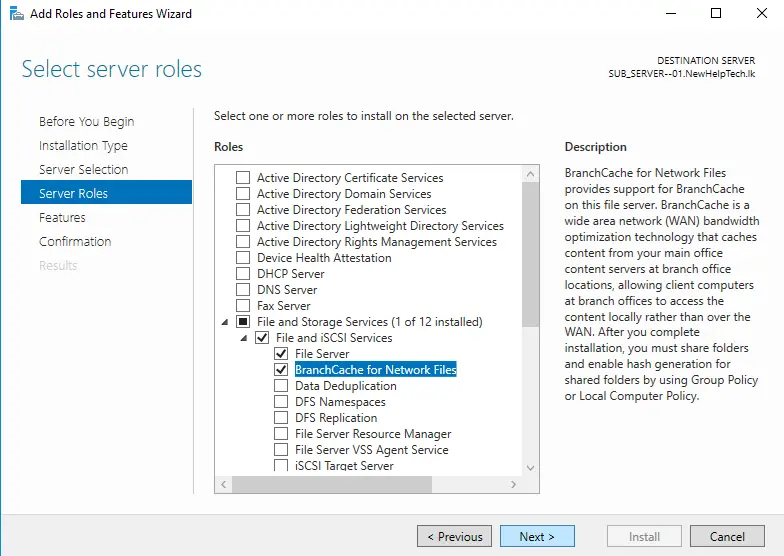 Add Roles and Features Wizard
Select server roles
DESTINATION SERVER
SUB_SERVER--01.NewHelpTech.lk
Before You Begin
Installation Type
Server Selection
Server Roles
Features
Confirmation
Results
Select one or more roles to install on the selected server.
Roles
Active Directory Certificate Services
Active Directory Domain Services
Active Directory Federation Services
Active Directory Lightweight Directory Services
Active Directory Rights Management Services
Device Health Attestation
DHCP Server
DNS Server
Fax Server
File and Storage Services (1 of 12 installed)
File and iSCSI Services
File Server
BranchCache for Network Files
Data Deduplication
DFS Namespaces
DFS Replication
File Server Resource Manager
File Server VSS Agent Service
iSCSI Target Server
Description
BranchCache for Network Files
provides support for BranchCache
on this file server. BranchCache is a
wide area network (WAN) bandwidth
optimization technology that caches
content from your main office
content servers at branch office
locations, allowing client computers
at branch offices to access the
content locally rather than over the
WAN. After you complete
installation, you must share folders
and enable hash generation for
shared folders by using Group Policy
or Local Computer Policy.
< Previous
Next >
Install
Cancel